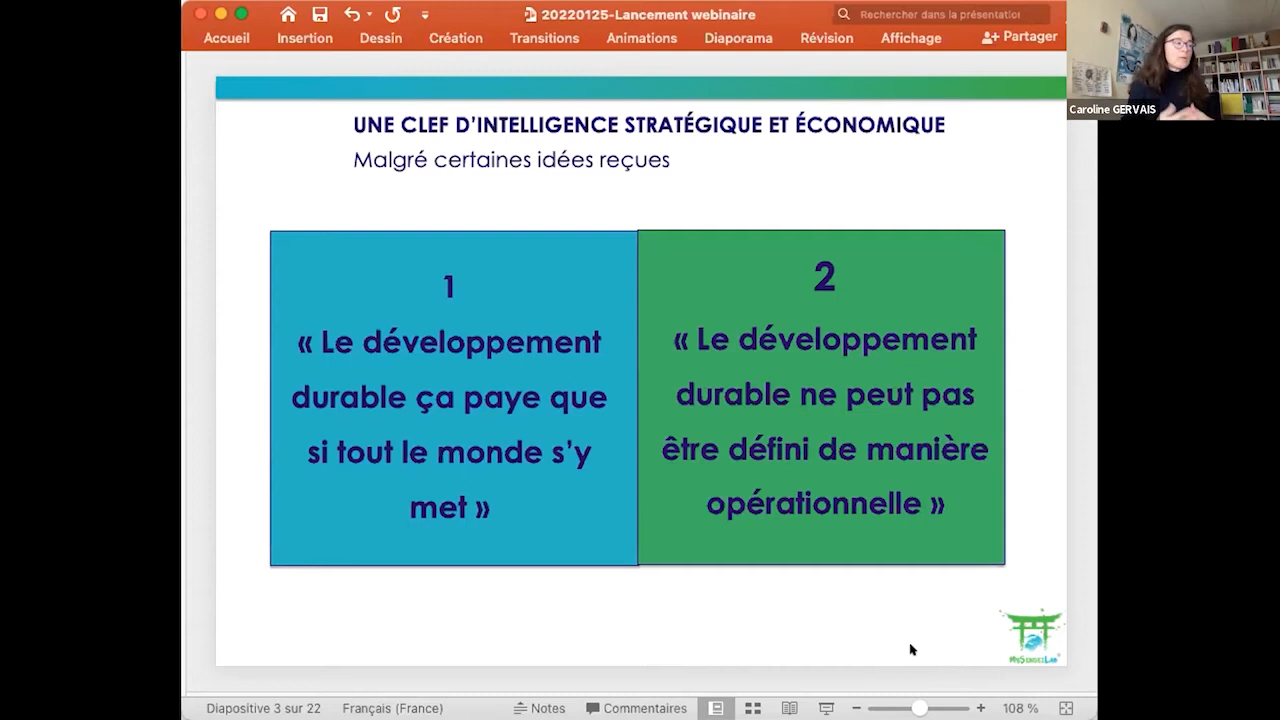 20220125-Lancement webinaire
Rechercher dans la présentation
Accueil
Insertion
Dessin
Création
Transitions
Animations
Diaporama
Révision
Affichage
Partager
Caroline GERVAIS
UNE CLEF D’INTELLIGENCE STRATÉGIQUE ET ÉCONOMIQUE
Malgré certaines idées reçues
1
« Le développement
durable ça paye que
si tout le monde s’y
met »
2
« Le développement
durable ne peut pas
être défini de manière
opérationnelle »
MySenseiLab
Diapositive 3 sur 22
Français (France)
Notes
Commentaires
108 %